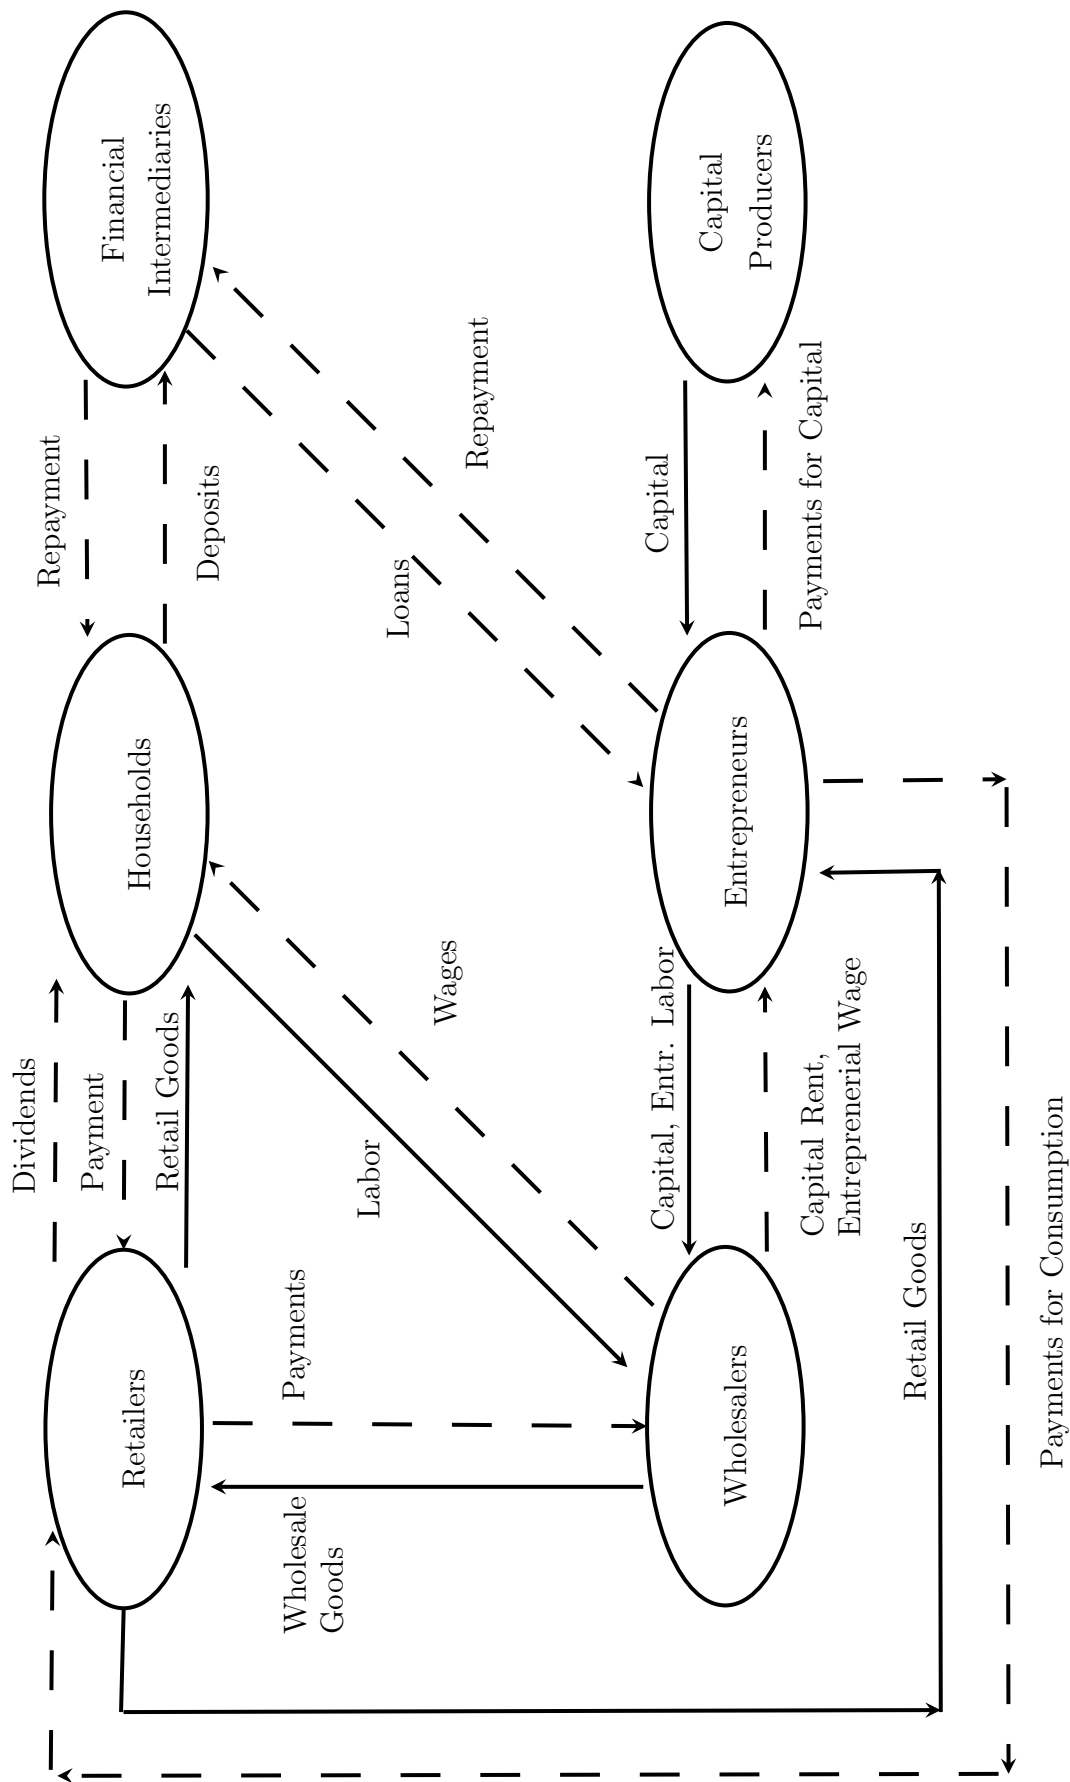 Dividends
Payment
Retail Goods
Repayment
Deposits
Retailers
Households
Financial
Intermediaries
Wholesale
Goods
Payments
Labor
Wages
Loans
Repayment
Capital, Entr. Labor
Capital
Wholesalers
Entrepreneurs
Capital
Producers
Capital Rent,
Entreprenerial Wage
Payments for Capital
Retail Goods
Payments for Consumption